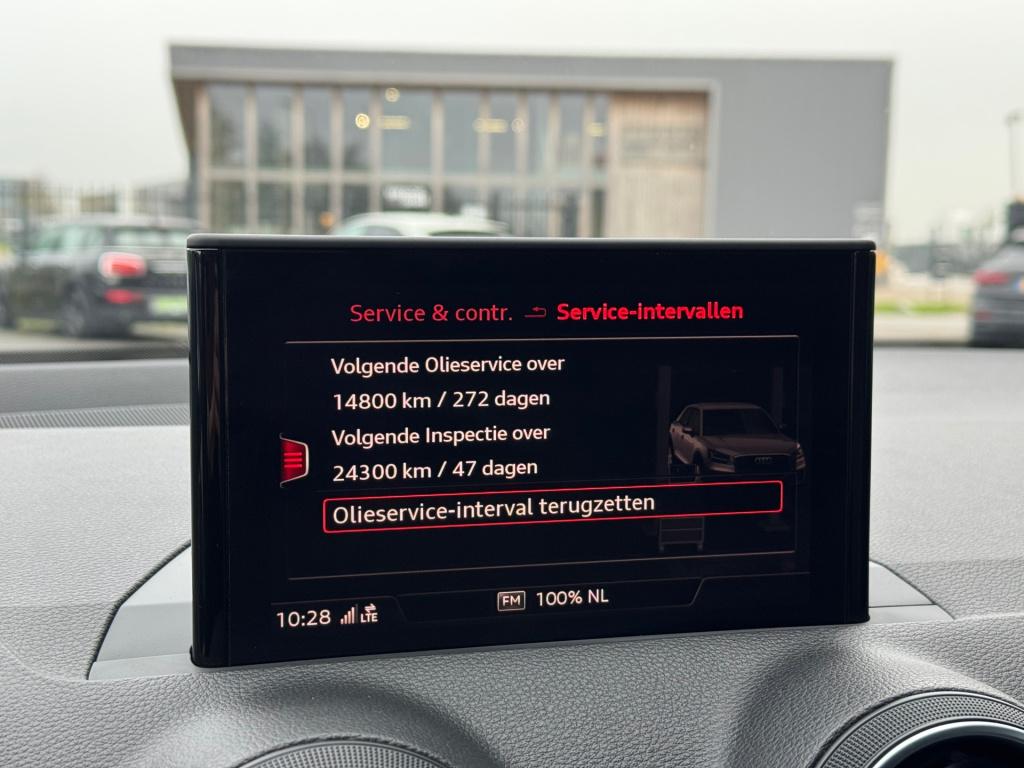 Service & contr. Service-intervallen
Volgende Olieservice over
14800 km / 272 dagen
Volgende Inspectie over
24300 km / 47 dagen
Olieservice-interval terugzetten
10:28 LTE FM 100% NL